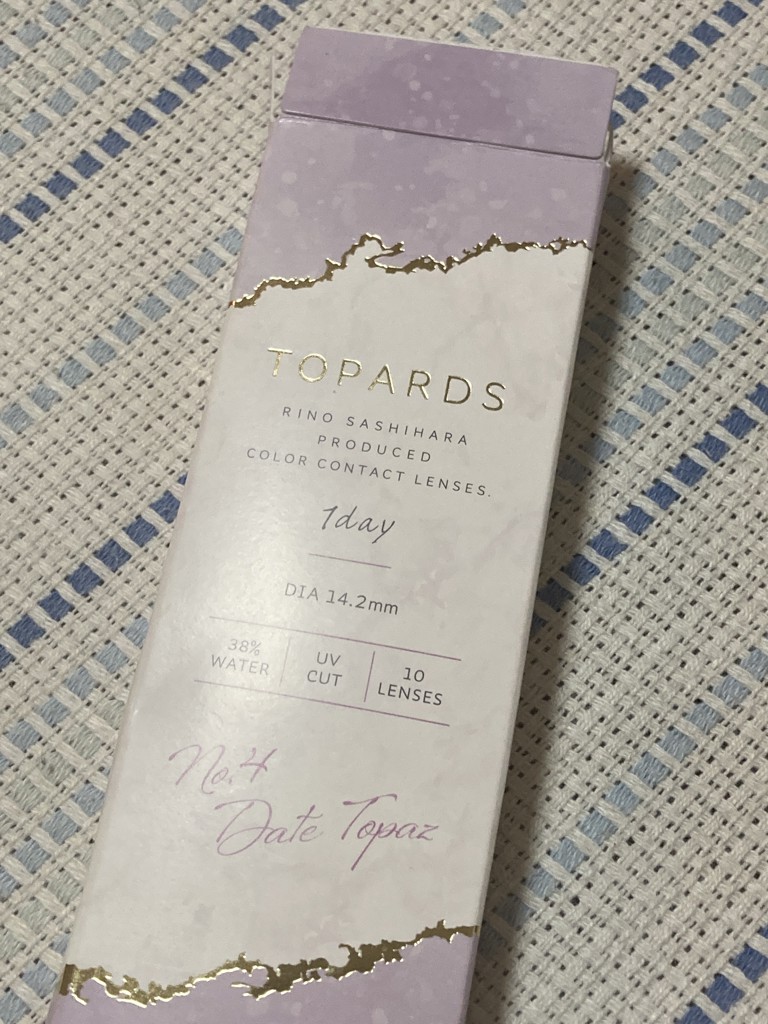 TOPARDS
RINO SASHIHARA
PRODUCED
COLOR CONTACT LENSES.
1day
DIA 14.2mm
38%
WATER
UV
CUT
10
LENSES
No.4
Date Topaz